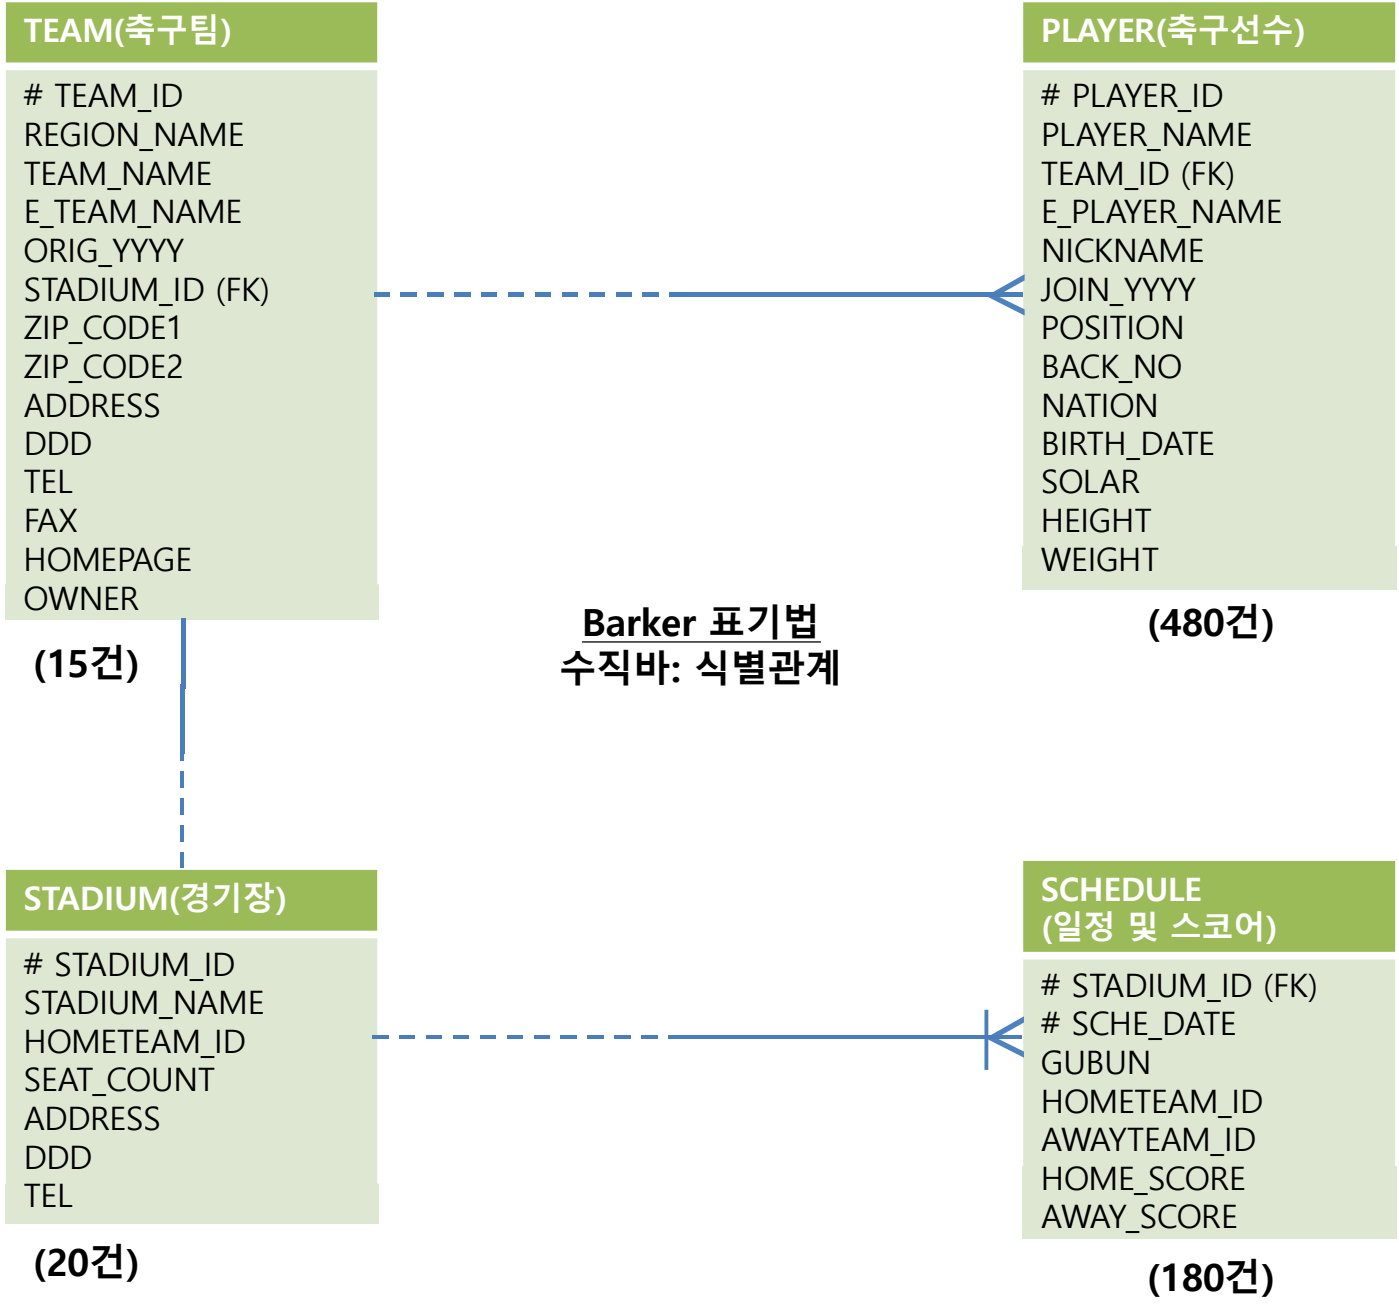 TEAM(축구팀)
# TEAM_ID
REGION_NAME
TEAM_NAME
E_TEAM_NAME
ORIG_YYYY
STADIUM_ID (FK)
ZIP_CODE1
ZIP_CODE2
ADDRESS
DDD
TEL
FAX
HOMEPAGE
OWNER
(15건)
PLAYER(축구선수)
# PLAYER_ID
PLAYER_NAME
TEAM_ID (FK)
E_PLAYER_NAME
NICKNAME
JOIN_YYYY
POSITION
BACK_NO
NATION
BIRTH_DATE
SOLAR
HEIGHT
WEIGHT
(480건)
Barker 표기법
수직바: 식별관계
STADIUM(경기장)
# STADIUM_ID
STADIUM_NAME
HOMETEAM_ID
SEAT_COUNT
ADDRESS
DDD
TEL
(20건)
SCHEDULE
(일정 및 스코어)
# STADIUM_ID (FK)
# SCHE_DATE
GUBUN
HOMETEAM_ID
AWAYTEAM_ID
HOME_SCORE
AWAY_SCORE
(180건)